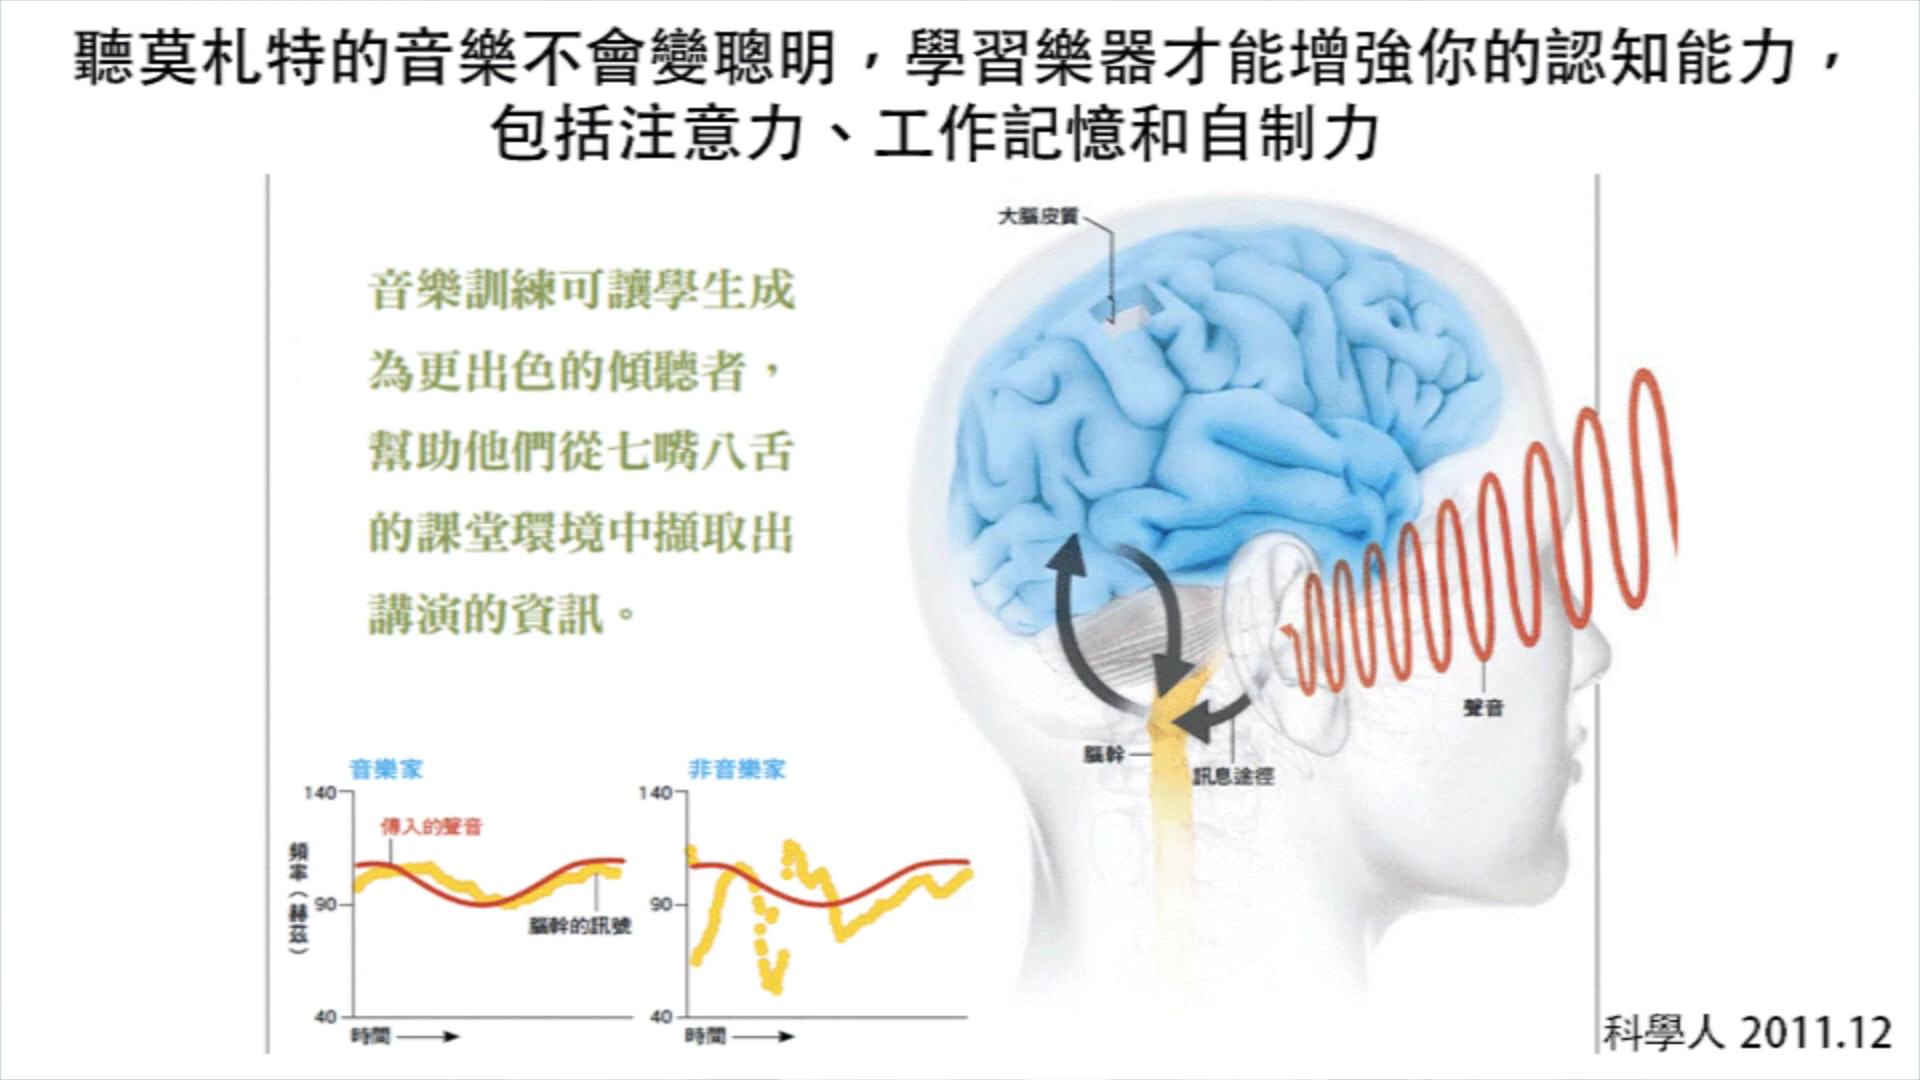 聽莫札特的音樂不會變聰明，學習樂器才能增強你的認知能力，
包括注意力、工作記憶和自制力
大腦皮質
音樂訓練可讓學生成
為更出色的傾聽者，
幫助他們從七嘴八舌
的課堂環境中擷取出
講演的資訊。
聲音
腦幹
訊息途徑
音樂家
140
傳入的聲音
頻率（赫茲）
90
腦幹的訊號
40
時間
非音樂家
140
90
40
時間
科學人 2011.12